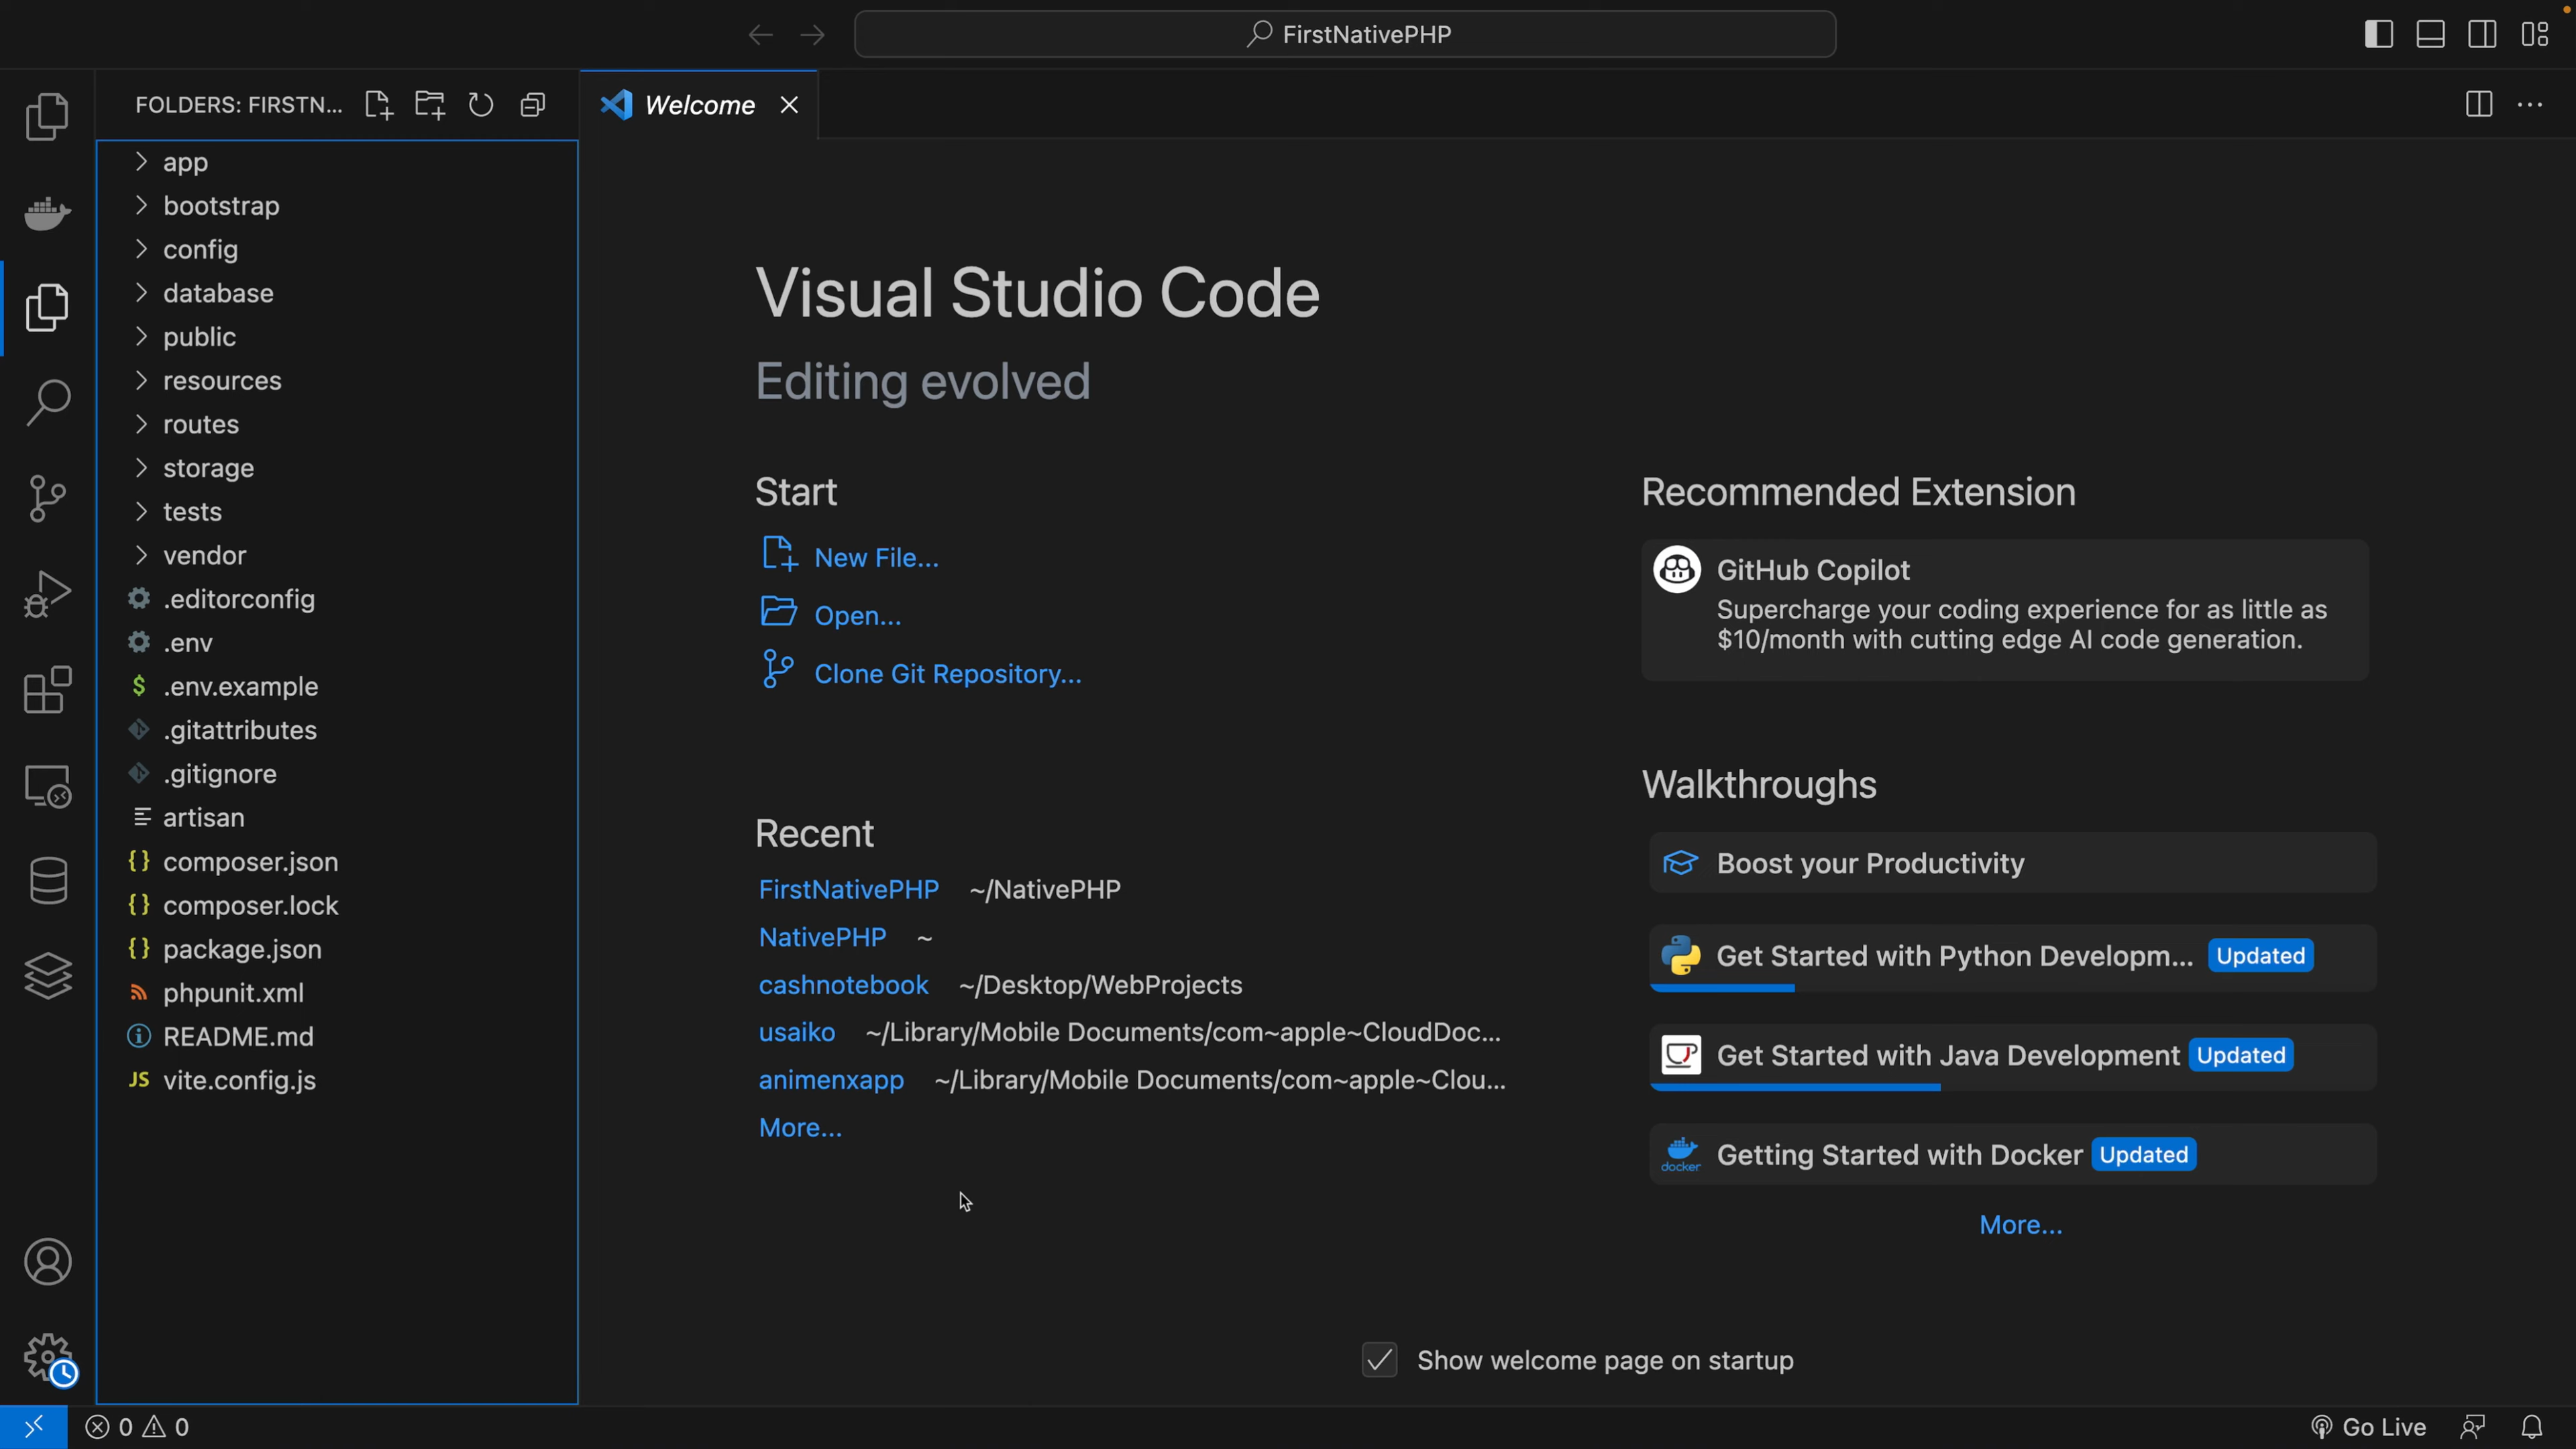 FirstNativePHP
FOLDERS: FIRSTN...
Welcome
app
bootstrap
config
database
public
resources
routes
storage
tests
vendor
.editorconfig
.env
$ .env.example
.gitattributes
.gitignore
artisan
{} composer.json
{} composer.lock
{} package.json
phpunit.xml
README.md
JS vite.config.js
Visual Studio Code
Editing evolved
Start
New File...
Open...
Clone Git Repository...
Recent
FirstNativePHP ~/NativePHP
NativePHP ~
cashnotebook ~/Desktop/WebProjects
usaiko ~/Library/Mobile Documents/com~apple~CloudDoc...
animenxapp ~/Library/Mobile Documents/com~apple~Clou...
More...
Recommended Extension
GitHub Copilot
Supercharge your coding experience for as little as
$10/month with cutting edge AI code generation.
Walkthroughs
Boost your Productivity
Get Started with Python Developm... Updated
Get Started with Java Development Updated
docker
Getting Started with Docker Updated
More...
Show welcome page on startup
0 0
Go Live